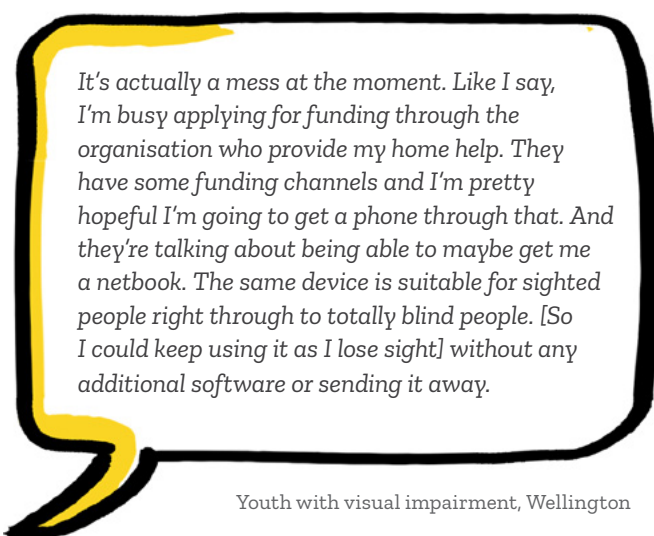 It’s actually a mess at the moment. Like I say,
I’m busy applying for funding through the
organisation who provide my home help. They
have some funding channels and I’m pretty
hopeful I’m going to get a phone through that. And
they’re talking about being able to maybe get me
a netbook. The same device is suitable for sighted
people right through to totally blind people. [So
I could keep using it as I lose sight] without any
additional software or sending it away.
Youth with visual impairment, Wellington